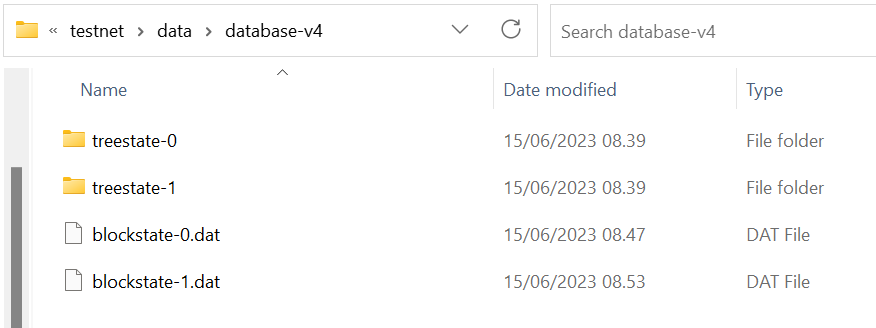 « testnet > data > database-v4
Search database-v4
Name Date modified Type
treestate-0 15/06/2023 08.39 File folder
treestate-1 15/06/2023 08.39 File folder
blockstate-0.dat 15/06/2023 08.47 DAT File
blockstate-1.dat 15/06/2023 08.53 DAT File